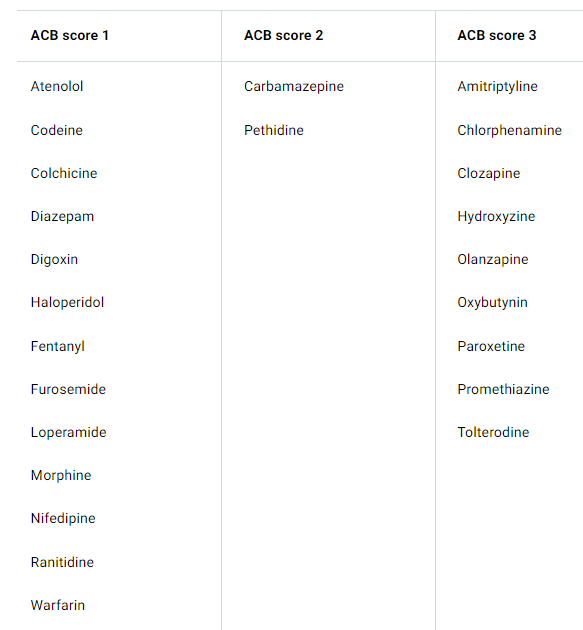 ACB score 1 ACB score 2 ACB score 3
Atenolol Carbamazepine Amitriptyline
Codeine Pethidine Chlorphenamine
Colchicine Clozapine
Diazepam Hydroxyzine
Digoxin Olanzapine
Haloperidol Oxybutynin
Fentanyl Paroxetine
Furosemide Promethiazine
Loperamide Tolterodine
Morphine
Nifedipine
Ranitidine
Warfarin